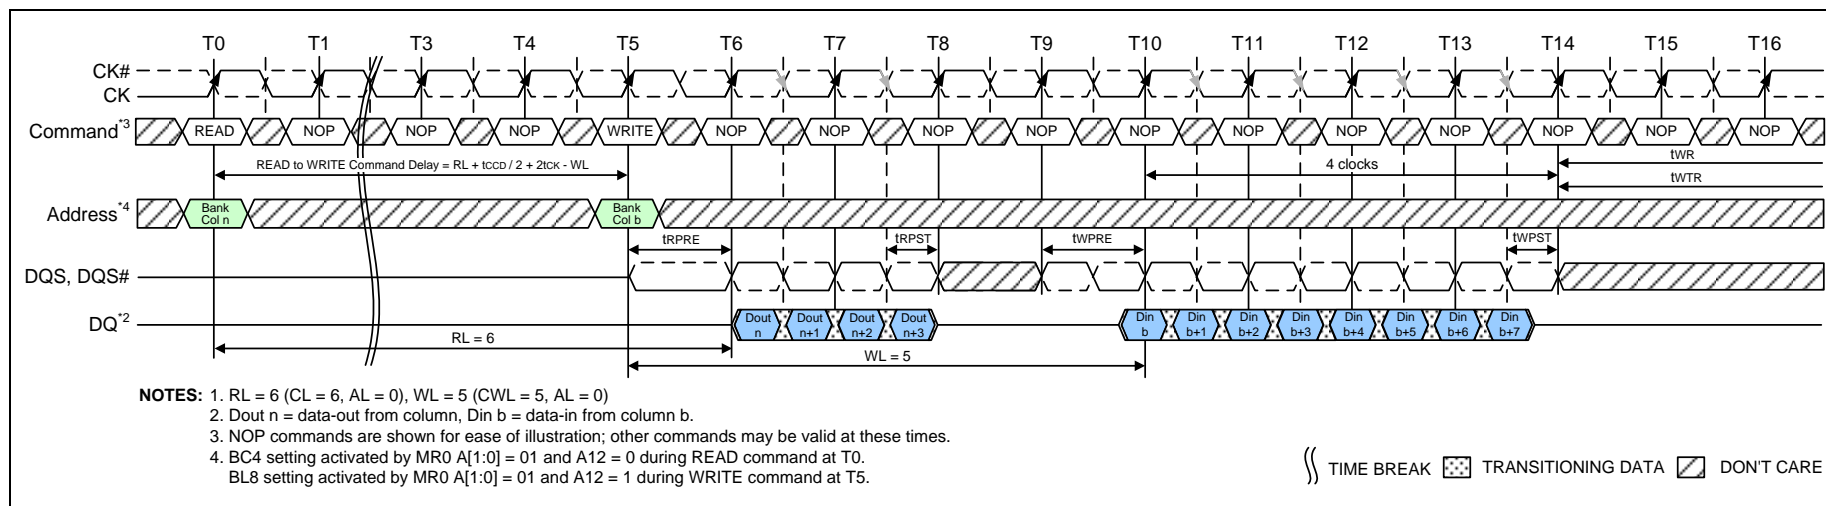 T0 T1 T3 T4 T5 T6 T7 T8 T9 T10 T11 T12 T13 T14 T15 T16
CK#
CK
Command*3 READ NOP NOP NOP WRITE NOP NOP NOP NOP NOP NOP NOP NOP NOP NOP NOP
READ to WRITE Command Delay = RL + tCCD / 2 + 2tCK - WL 4 clocks tWR
tWTR
Address*4 Bank Col n Bank Col b
tRPRE tRPST tWPRE tWPST
DQS, DQS#
DQ*2 Dout n Dout n+1 Dout n+2 Dout n+3 Din b Din b+1 Din b+2 Din b+3 Din b+4 Din b+5 Din b+6 Din b+7
RL = 6
WL = 5
NOTES: 1. RL = 6 (CL = 6, AL = 0), WL = 5 (CWL = 5, AL = 0)
2. Dout n = data-out from column, Din b = data-in from column b.
3. NOP commands are shown for ease of illustration; other commands may be valid at these times.
4. BC4 setting activated by MR0 A[1:0] = 01 and A12 = 0 during READ command at T0.
BL8 setting activated by MR0 A[1:0] = 01 and A12 = 1 during WRITE command at T5.
TIME BREAK TRANSITIONING DATA DON'T CARE